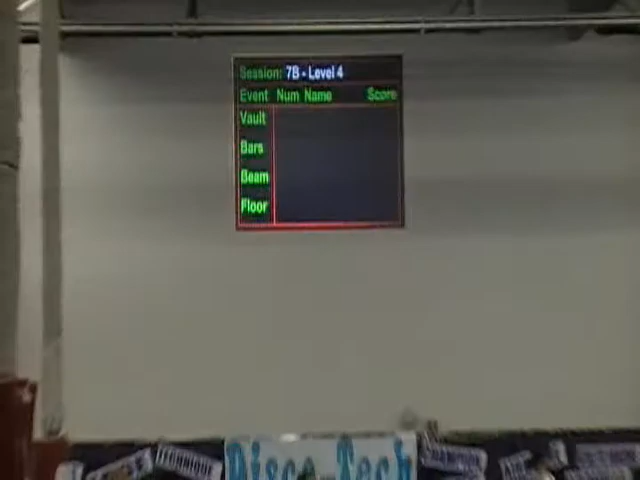 Session: 7B - Level 4
Event Num Name Score
Vault
Bars
Beam
Floor
Disco Tech